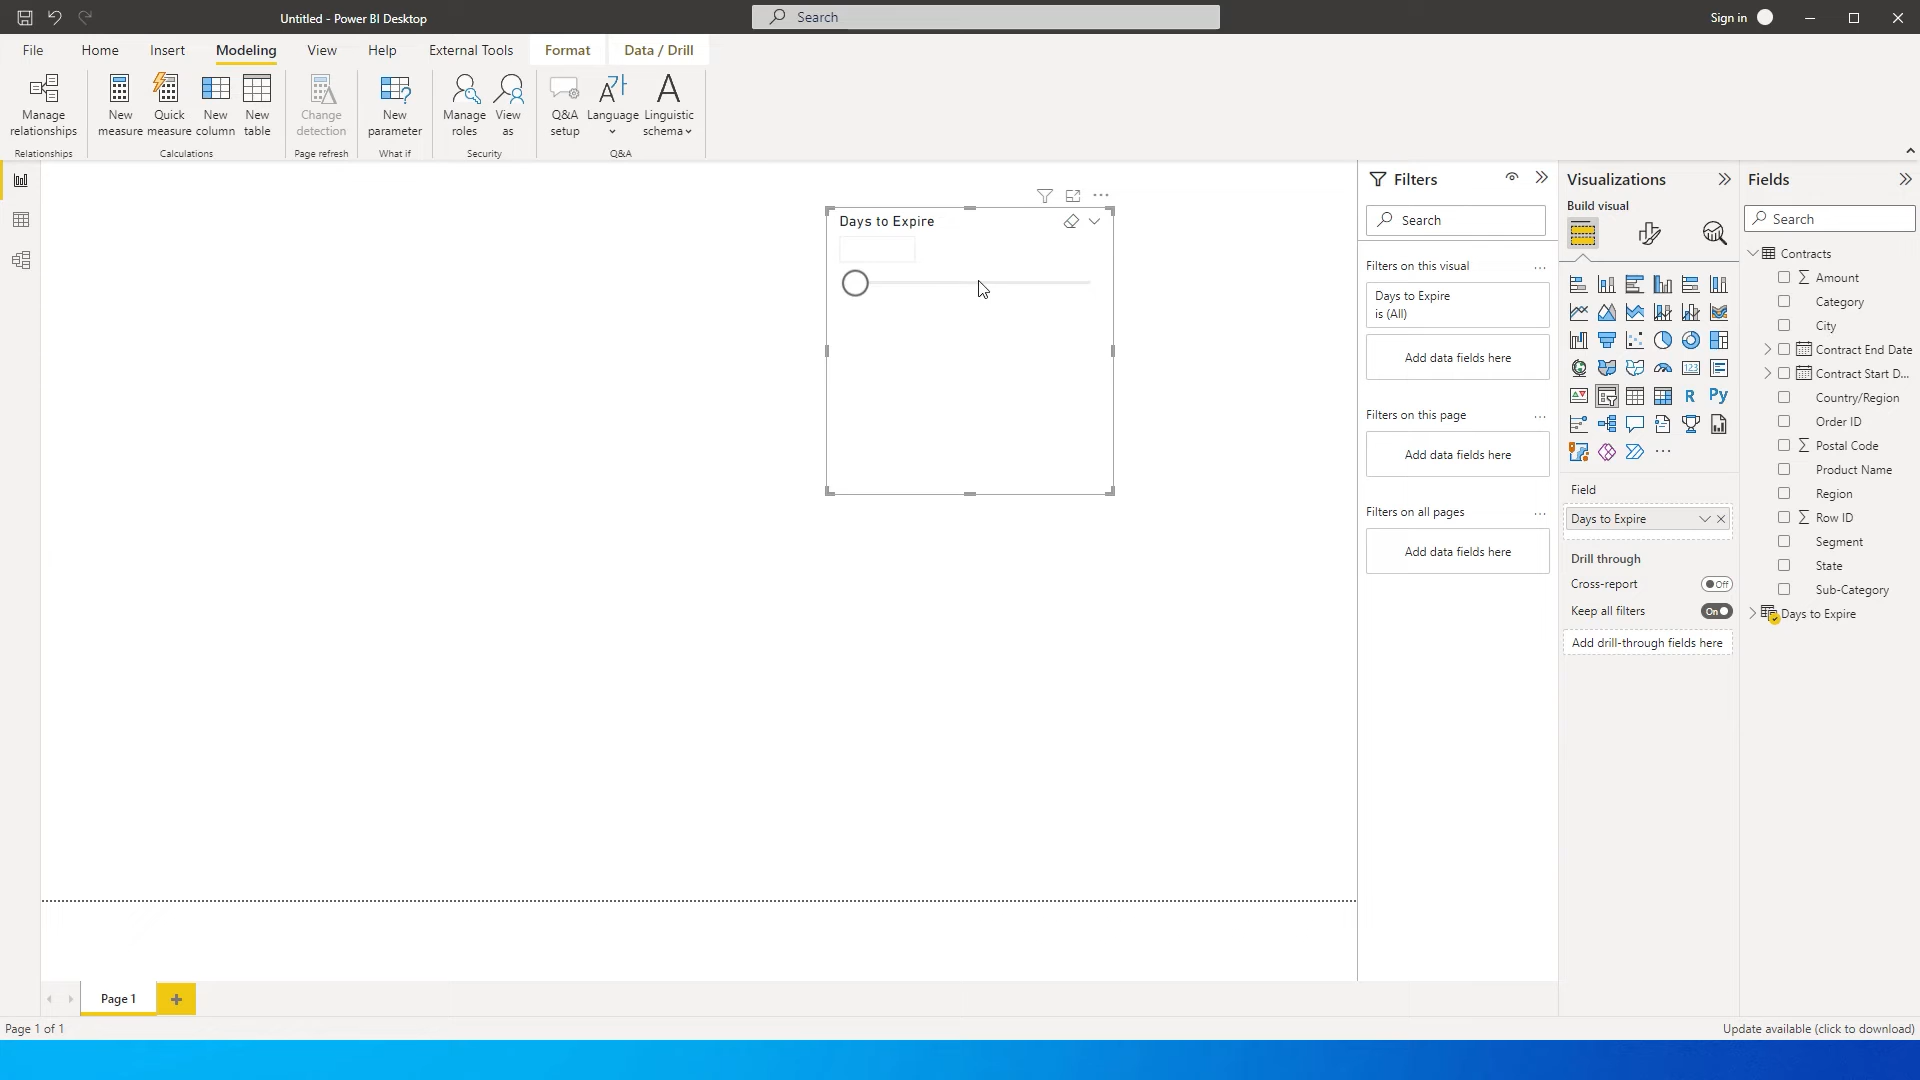 Untitled - Power BI Desktop
Search
Sign in
File
Home
Insert
Modeling
View
Help
External Tools
Format
Data / Drill
Manage
relationships
New
measure
Quick
measure
New
column
New
table
Change
detection
New
parameter
Manage
roles
View
as
Q&A
setup
Language
Linguistic
schema
Relationships
Calculations
Page refresh
What if
Security
Q&A
Days to Expire
Filters
Search
Filters on this visual
...
Days to Expire
is (All)
Add data fields here
Filters on this page
...
Add data fields here
Filters on all pages
...
Add data fields here
Visualizations
Build visual
123
R
Py
...
Field
Days to Expire
Drill through
Cross-report
Off
Keep all filters
On
Add drill-through fields here
Fields
Search
Contracts
Amount
Category
City
Contract End Date
Contract Start D...
Country/Region
Order ID
Postal Code
Product Name
Region
Row ID
Segment
State
Sub-Category
Days to Expire
Page 1
Page 1 of 1
Update available (click to download)